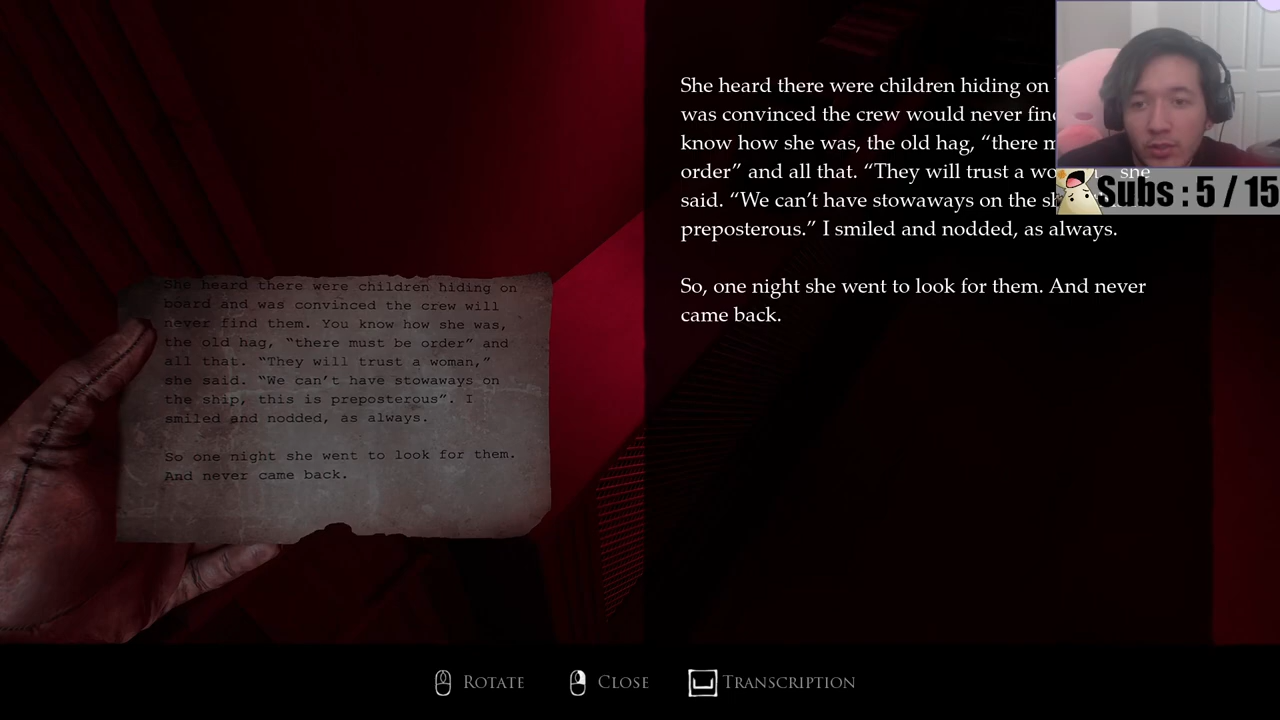 She heard there were children hiding on
board and was convinced the crew will
never find them. You know how she was,
the old hag, “there must be order” and
all that. “They will trust a woman,”
she said. “We can’t have stowaways on
the ship, this is preposterous”. I
smiled and nodded, as always.
So one night she went to look for them.
And never came back.
She heard there were children hiding on
was convinced the crew would never
know how she was, the old hag, “there
order” and all that. “They will trust a she
said. “We can’t have stowaways on the
preposterous.” I smiled and nodded, as always.
So, one night she went to look for them. And never
came back.
Subs : 5 / 15
Rotate Close Transcription